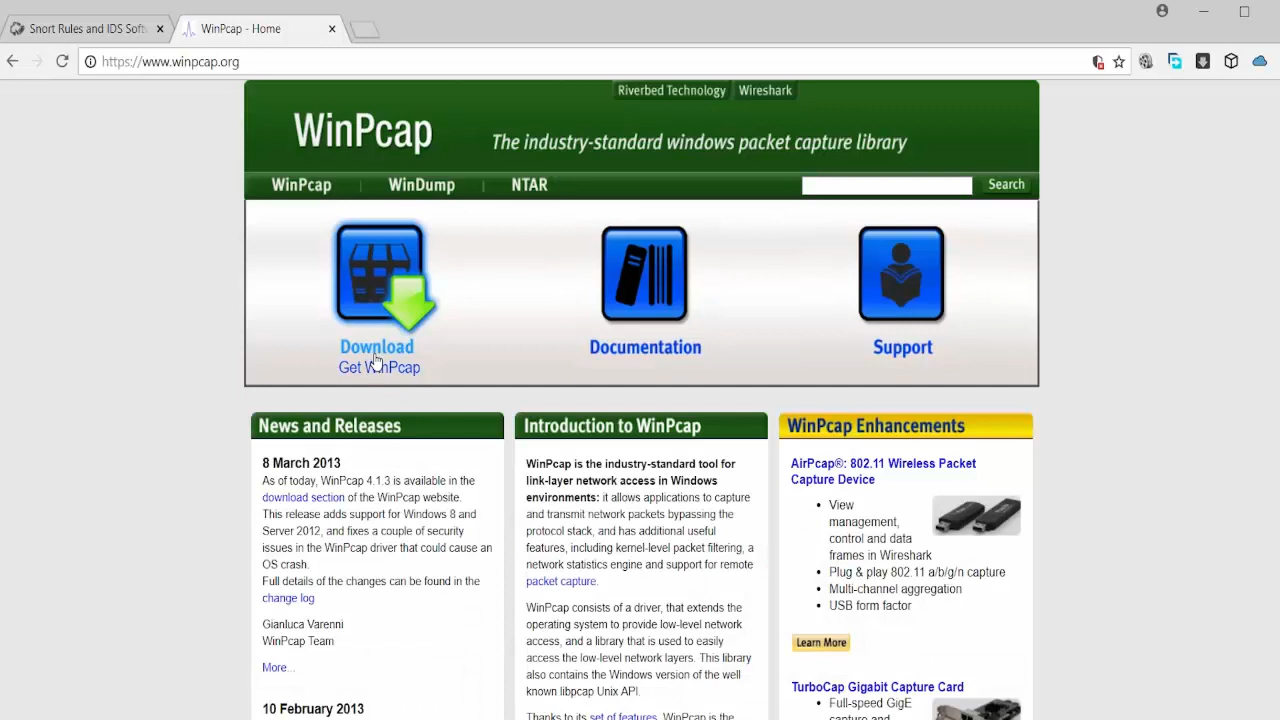 Snort Rules and IDS Soft
WinPcap - Home
https://www.winpcap.org
Riverbed Technology
Wireshark
WinPcap
The industry-standard windows packet capture library
WinPcap
WinDump
NTAR
Search
Download
Get WinPcap
Documentation
Support
News and Releases
8 March 2013
As of today, WinPcap 4.1.3 is available in the
download section of the WinPcap website.
This release adds support for Windows 8 and
Server 2012, and fixes a couple of security
issues in the WinPcap driver that could cause an
OS crash.
Full details of the changes can be found in the
change log
Gianluca Varenni
WinPcap Team
More...
10 February 2013
Introduction to WinPcap
WinPcap is the industry-standard tool for
link-layer network access in Windows
environments: it allows applications to capture
and transmit network packets bypassing the
protocol stack, and has additional useful
features, including kernel-level packet filtering, a
network statistics engine and support for remote
packet capture.
WinPcap consists of a driver, that extends the
operating system to provide low-level network
access, and a library that is used to easily
access the low-level network layers. This library
also contains the Windows version of the well
known libpcap Unix API.
Thanks to its set of features, WinPcap is the
WinPcap Enhancements
AirPcap®: 802.11 Wireless Packet
Capture Device
View
management,
control and data
frames in Wireshark
Plug & play 802.11 a/b/g/n capture
Multi-channel aggregation
USB form factor
Learn More
TurboCap Gigabit Capture Card
Full-speed GigE
capture and